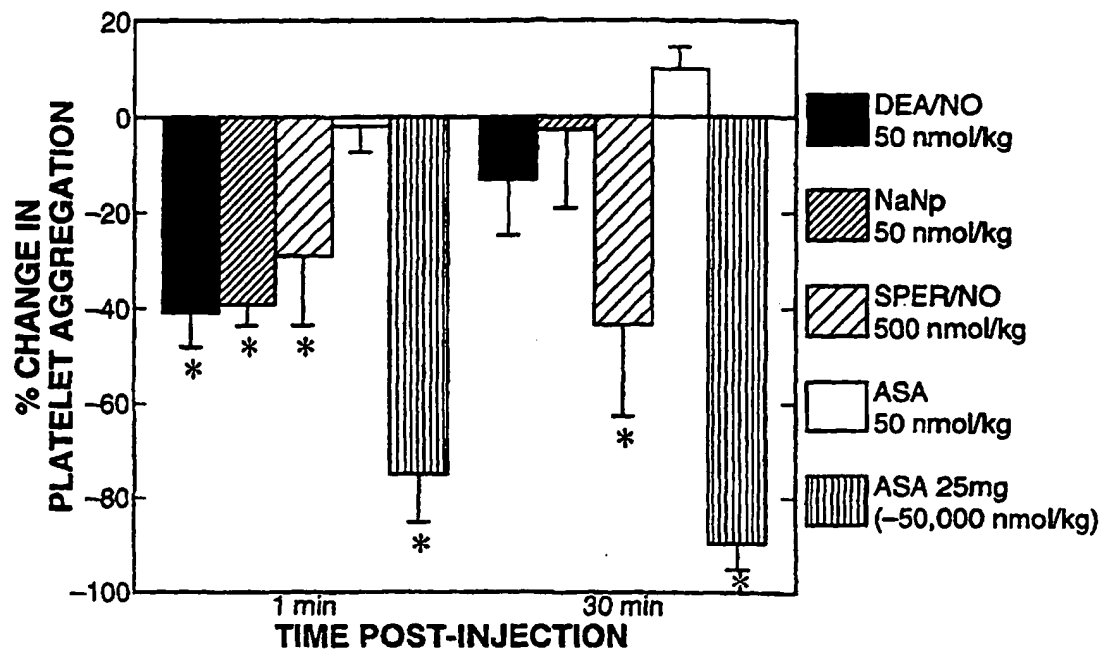 % CHANGE IN
PLATELET AGGREGATION
20
0
-20
-40
-60
-80
-100
*
*
*
*
*
*
1 min
30 min
TIME POST-INJECTION
DEA/NO
50 nmol/kg
NaNp
50 nmol/kg
SPER/NO
500 nmol/kg
ASA
50 nmol/kg
ASA 25mg
(~50,000 nmol/kg)